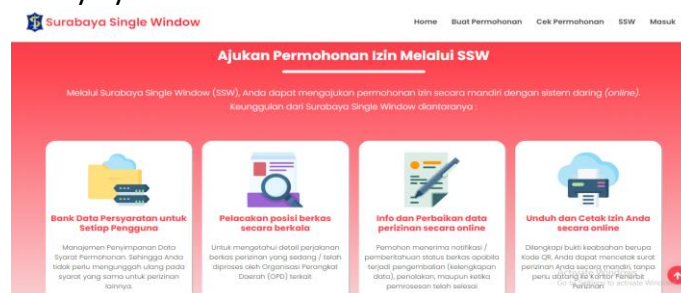 Surabaya Single Window
Home Buat Permohonan Cek Permohonan SSW Masuk
Ajukan Permohonan Izin Melalui SSW
Melalui Surabaya Single Window (SSW), Anda dapat mengajukan permohonan izin secara mandiri dengan sistem daring (online).
Keunggulan dari Surabaya Single Window diantaranya :
Bank Data Persyaratan untuk
Setiap Pengguna
Manajemen Penyimpanan Data
Syarat Permohonan. Sehingga Anda
tidak perlu mengunggah ulang pada
syarat yang sama untuk perizinan
lainnya.
Pelacakan posisi berkas
secara berkala
Untuk mengetahui detail perjalanan
berkas perizinan yang sedang / telah
diproses oleh Organisasi Perangkat
Daerah (OPD) terkait
Info dan Perbaikan data
perizinan secara online
Pemohon menerima notifikasi /
pemberitahuan status berkas apabila
terjadi pengembalian (kelengkapan
data), penolakan, maupun ketika
pemrosesan telah selesai
Unduh dan Cetak Izin Anda
secara online
Dilengkapi bukti keabsahan berupa
Kode QR, Anda dapat mencetak surat
perizinan Anda secara mandiri, tanpa
perlu datang ke Kantor Penerbit
Perizinan